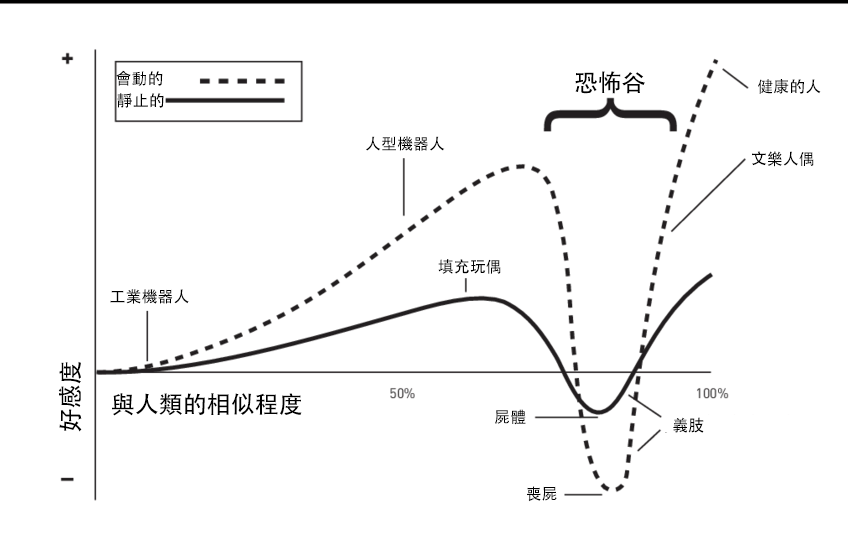 +
會動的
靜止的
恐怖谷
健康的人
人型機器人
文樂人偶
填充玩偶
工業機器人
好感度
與人類的相似程度
50%
100%
屍體
義肢
−
喪屍